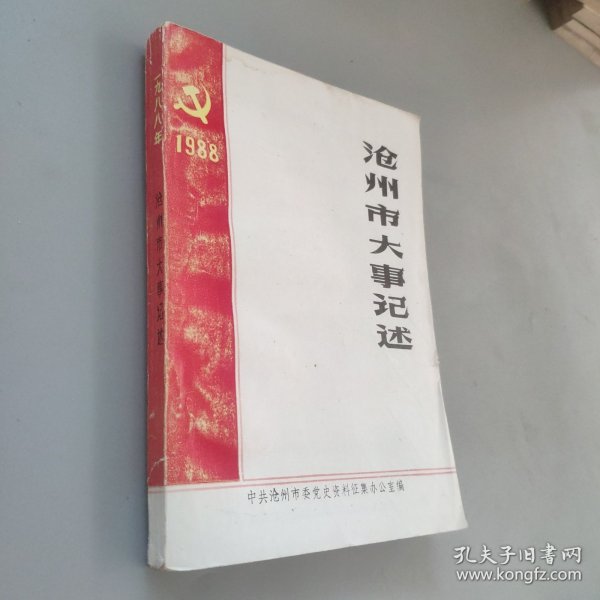 一九八八年 沧州市大事记述
1988
沧州市大事记述
中共沧州市委党史资料征集办公室编
孔夫子旧书网
www.kongfz.com